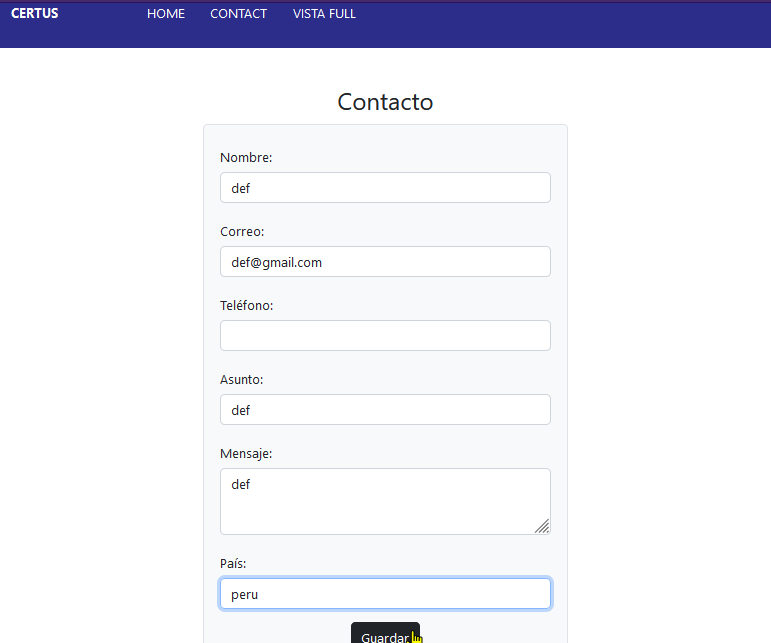 CERTUS HOME CONTACT VISTA FULL
Contacto
Nombre:
def
Correo:
def@gmail.com
Teléfono:
Asunto:
def
Mensaje:
def
País:
peru
Guardar